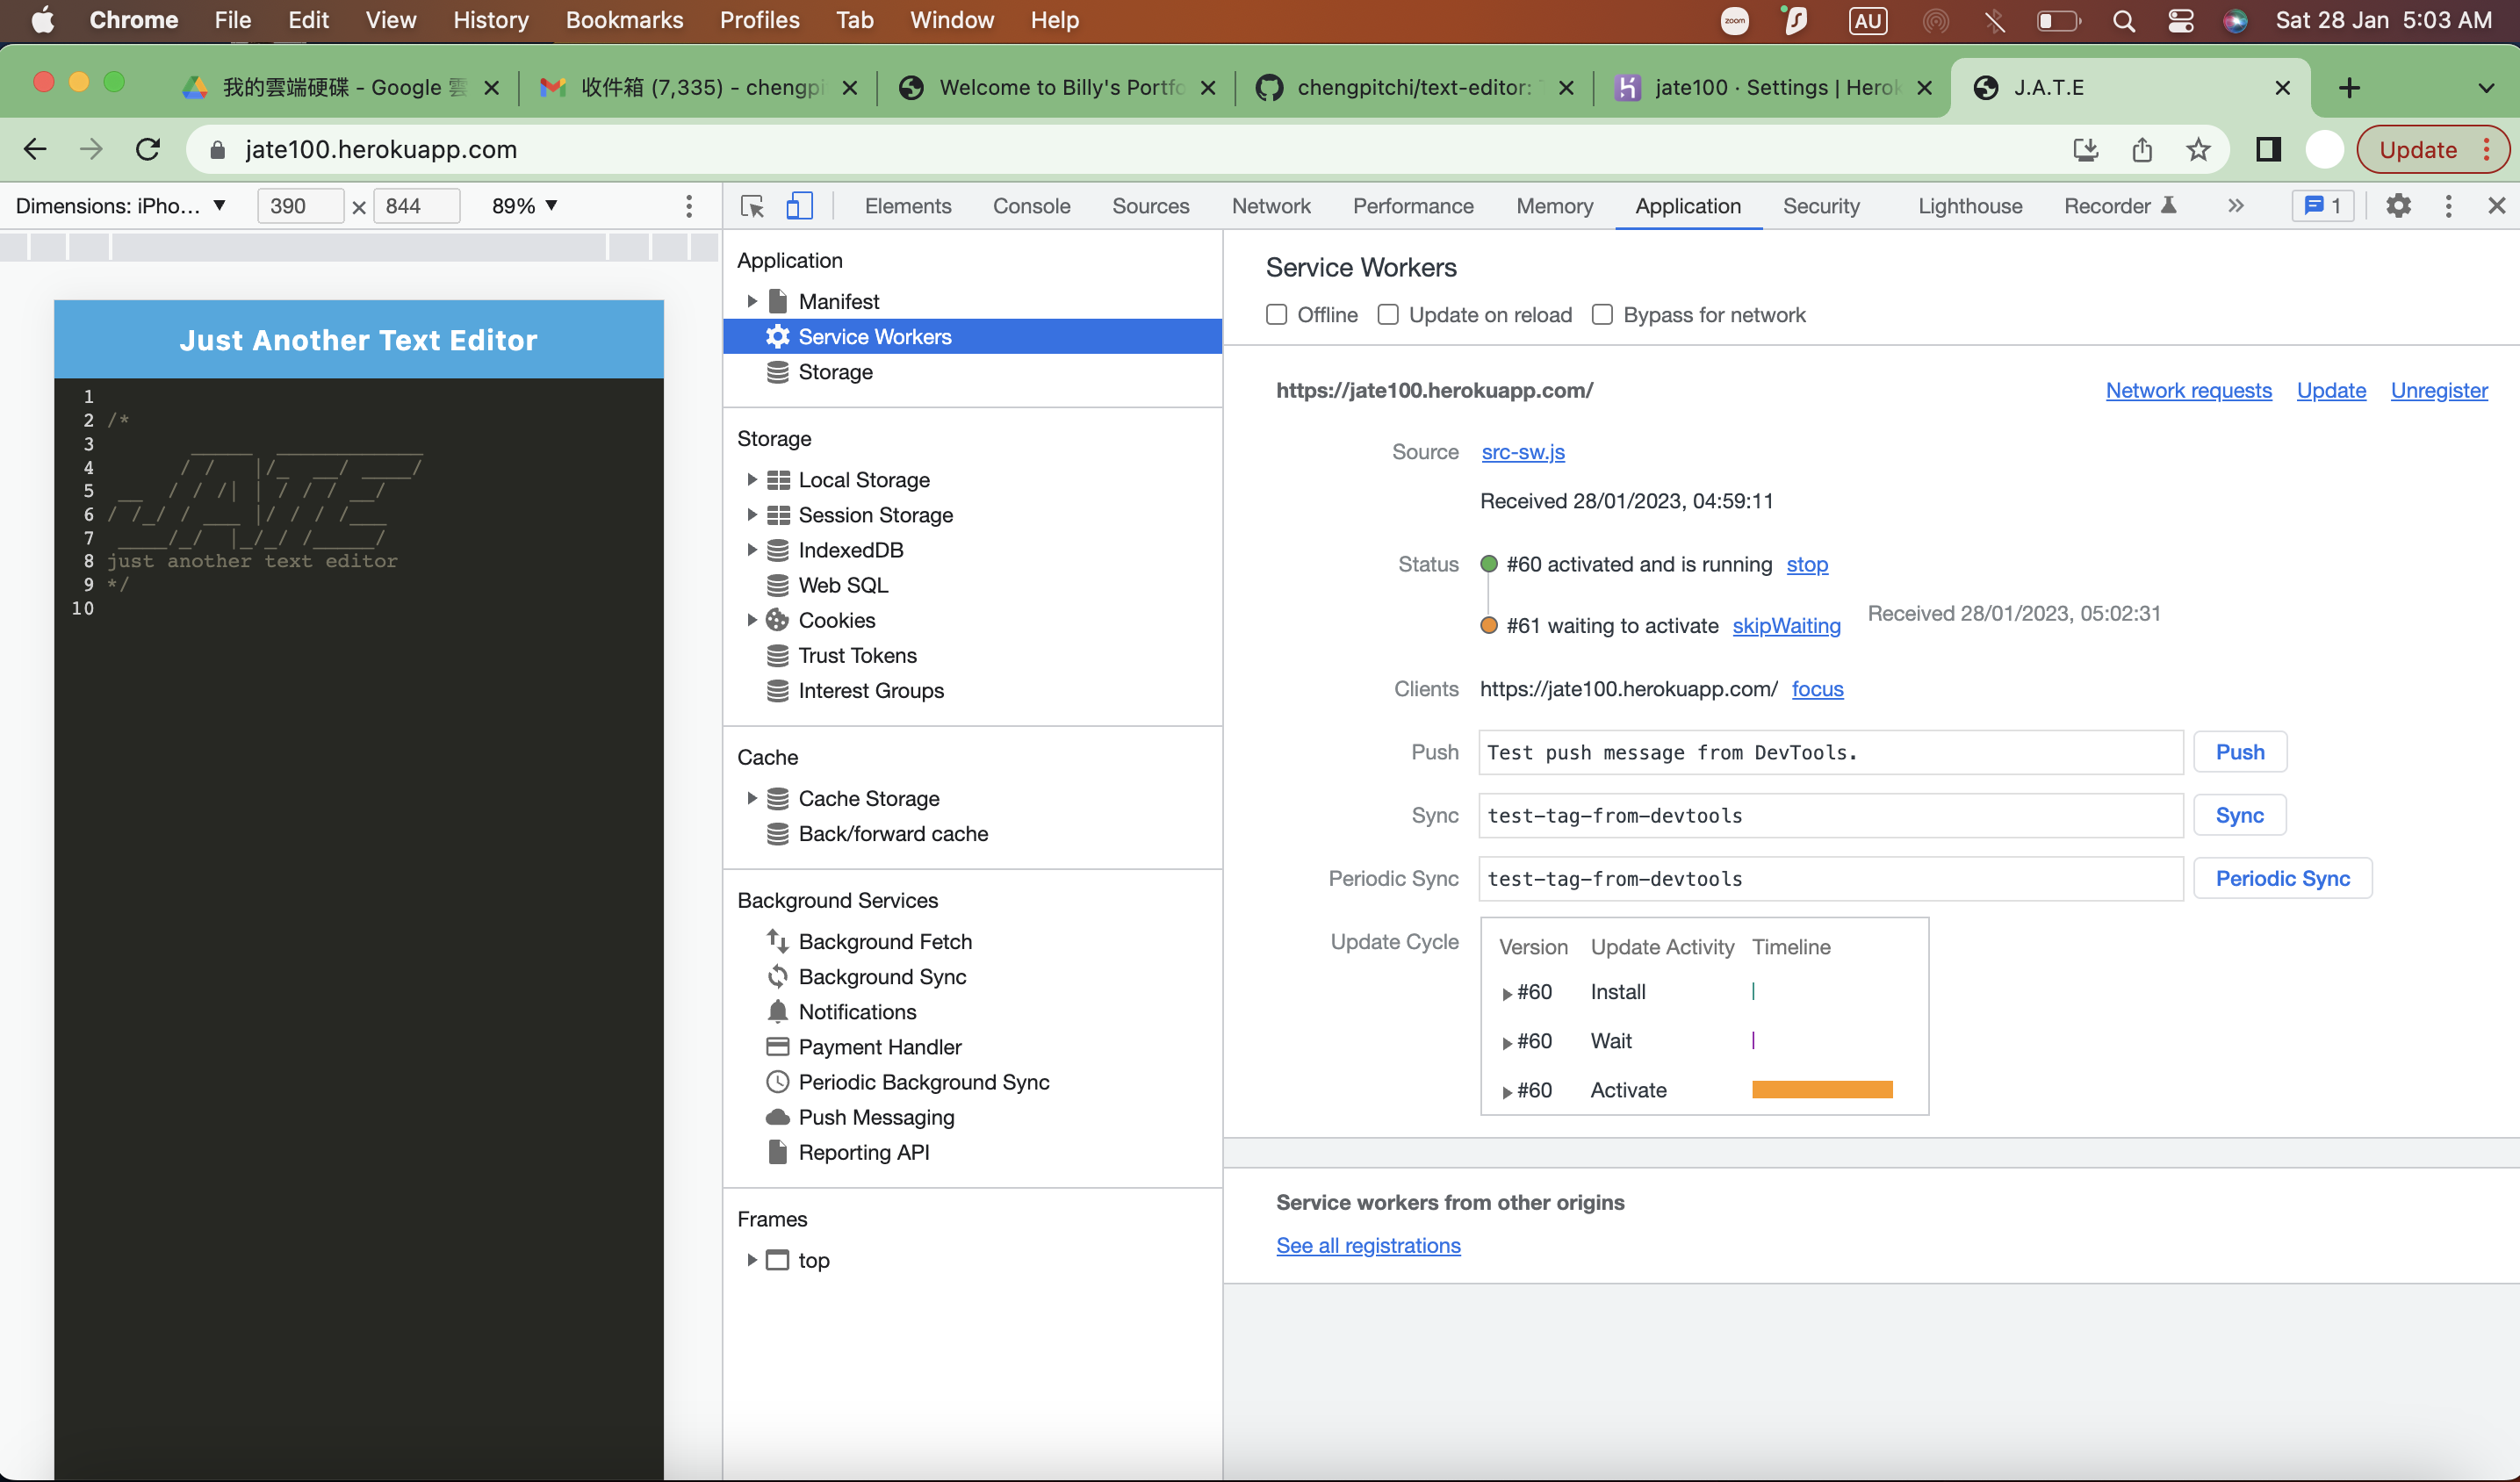 Chrome File Edit View History Bookmarks Profiles Tab Window Help zoom AU Sat 28 Jan 5:03 AM
我的雲端硬碟 - Google 雲 收件箱 (7,335) - chengpi Welcome to Billy's Portfo chengpitchi/text-editor: jate100 · Settings | Herok J.A.T.E
jate100.herokuapp.com Update
Dimensions: iPho... 390 × 844 89% Elements Console Sources Network Performance Memory Application Security Lighthouse Recorder 1
Just Another Text Editor
1
2 /*
3
4
5
6
7
8 just another text editor
9 */
10
Application
Manifest
Service Workers
Storage
Storage
Local Storage
Session Storage
IndexedDB
Web SQL
Cookies
Trust Tokens
Interest Groups
Cache
Cache Storage
Back/forward cache
Background Services
Background Fetch
Background Sync
Notifications
Payment Handler
Periodic Background Sync
Push Messaging
Reporting API
Frames
top
Service Workers
Offline Update on reload Bypass for network
https://jate100.herokuapp.com/ Network requests Update Unregister
Source src-sw.js
Received 28/01/2023, 04:59:11
Status #60 activated and is running stop
#61 waiting to activate skipWaiting Received 28/01/2023, 05:02:31
Clients https://jate100.herokuapp.com/ focus
Push Test push message from DevTools. Push
Sync test-tag-from-devtools Sync
Periodic Sync test-tag-from-devtools Periodic Sync
Update Cycle Version Update Activity Timeline
#60 Install
#60 Wait
#60 Activate
Service workers from other origins
See all registrations